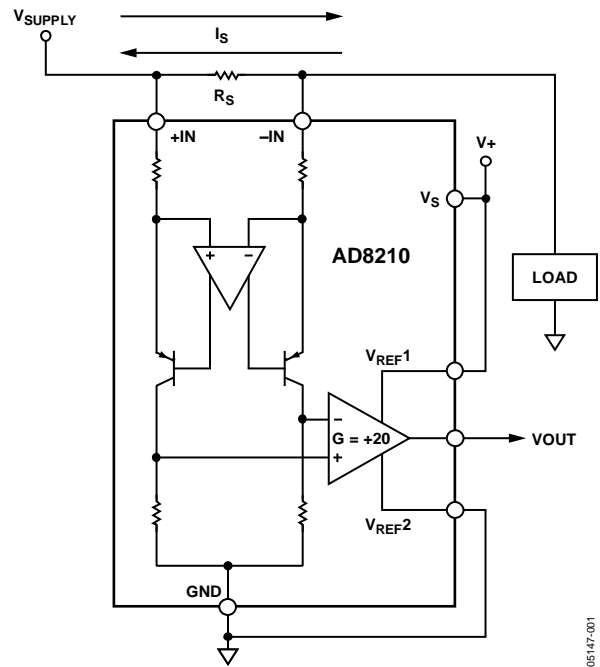 VSUPPLY
IS
RS
+IN
–IN
V+
VS
+ –
AD8210
LOAD
VREF1
–
G = +20
+
VOUT
VREF2
GND
05147-001